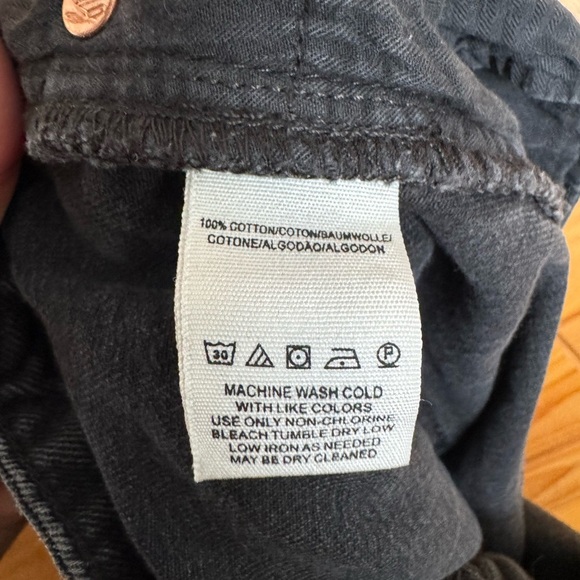 100% COTTON/COTON/BAUMWOLLE/
COTONE/ALGODÃO/ALGODON
30 P
MACHINE WASH COLD
WITH LIKE COLORS
USE ONLY NON-CHLORINE
BLEACH TUMBLE DRY LOW
LOW IRON AS NEEDED
MAY BE DRY CLEANED